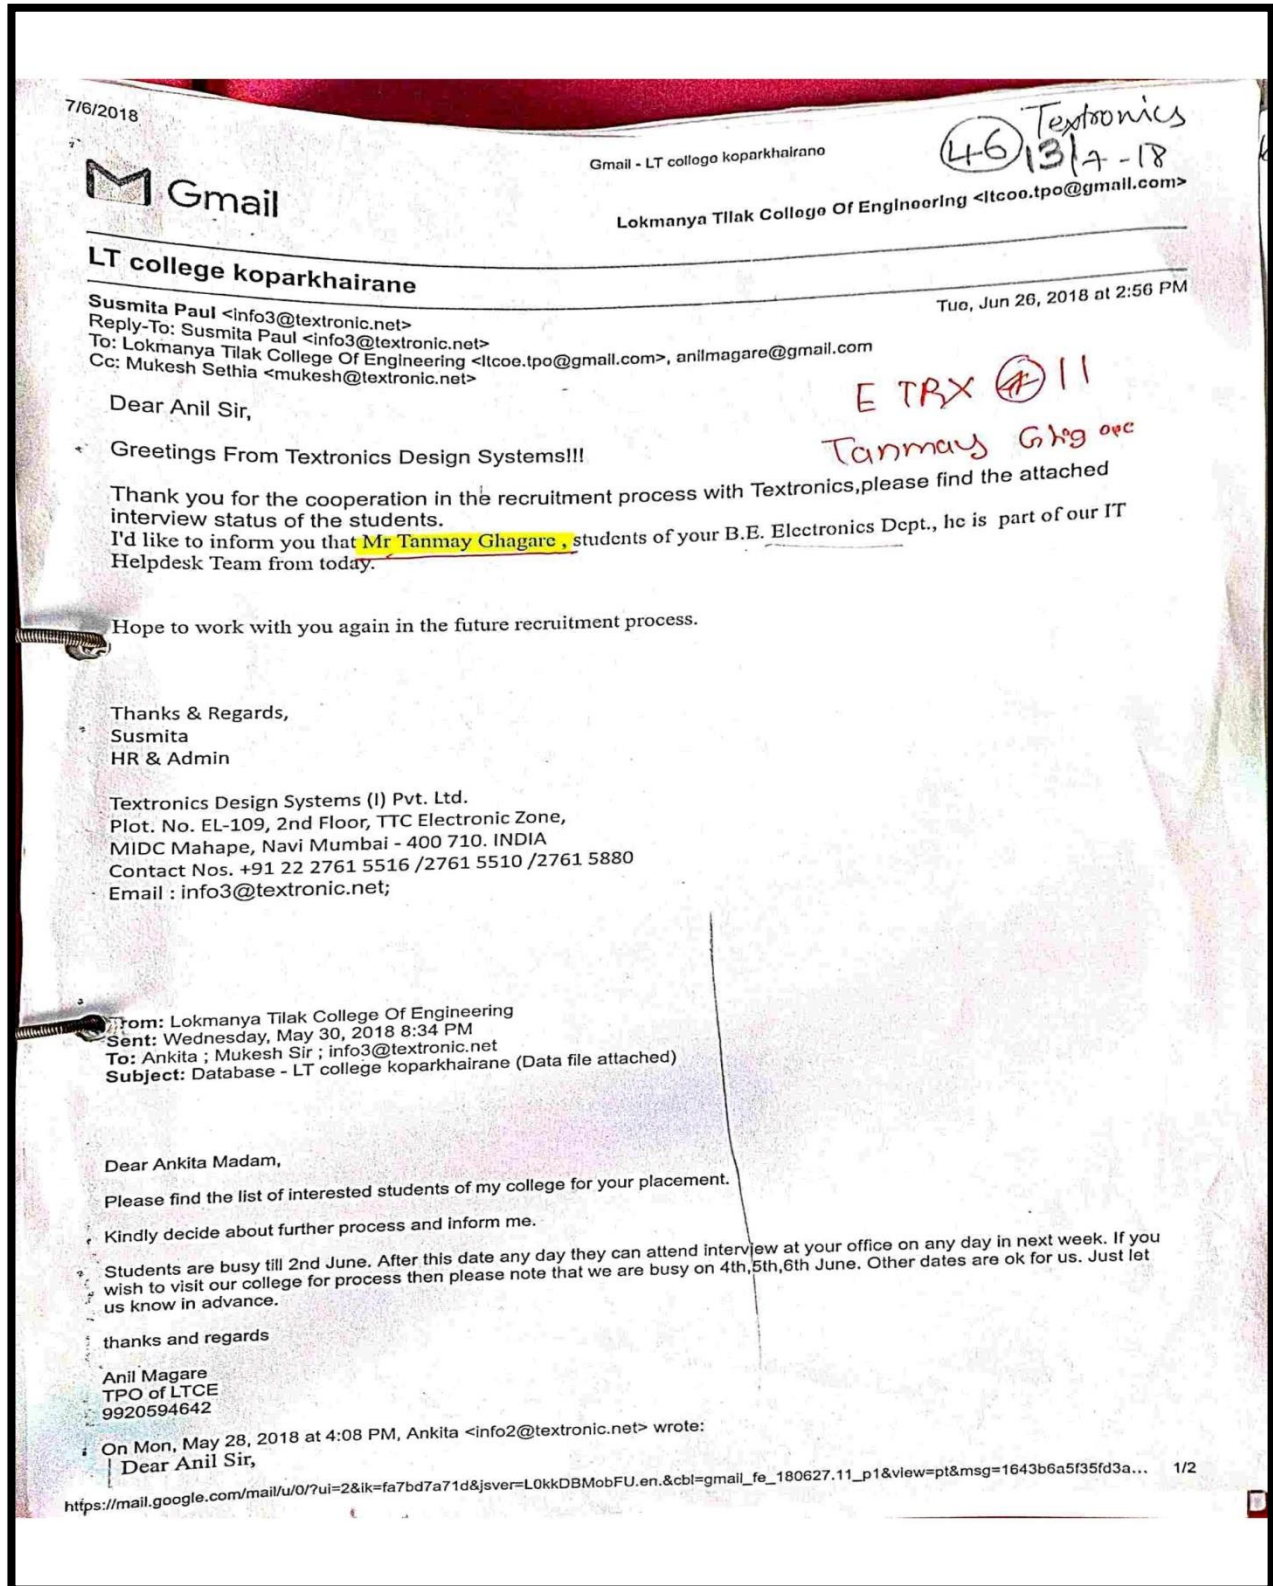 7/6/2018
Gmail - LT college koparkhairane
Textronics
46 13/7-18
Gmail
Lokmanya Tilak College Of Engineering <ltcoe.tpo@gmail.com>
LT college koparkhairane
Susmita Paul <info3@textronic.net>
Tue, Jun 26, 2018 at 2:56 PM
Reply-To: Susmita Paul <info3@textronic.net>
To: Lokmanya Tilak College Of Engineering <ltcoe.tpo@gmail.com>, anilmagare@gmail.com
Cc: Mukesh Sethia <mukesh@textronic.net>
E TRX 11
Tanmay
Dear Anil Sir,
Greetings From Textronics Design Systems!!!
Thank you for the cooperation in the recruitment process with Textronics,please find the attached
interview status of the students.
I'd like to inform you that Mr Tanmay Ghagare , students of your B.E. Electronics Dept., he is part of our IT
Helpdesk Team from today.
Hope to work with you again in the future recruitment process.
Thanks & Regards,
Susmita
HR & Admin
Textronics Design Systems (I) Pvt. Ltd.
Plot. No. EL-109, 2nd Floor, TTC Electronic Zone,
MIDC Mahape, Navi Mumbai - 400 710. INDIA
Contact Nos. +91 22 2761 5516 /2761 5510 /2761 5880
Email : info3@textronic.net;
From: Lokmanya Tilak College Of Engineering
Sent: Wednesday, May 30, 2018 8:34 PM
To: Ankita ; Mukesh Sir ; info3@textronic.net
Subject: Database - LT college koparkhairane (Data file attached)
Dear Ankita Madam,
Please find the list of interested students of my college for your placement.
Kindly decide about further process and inform me.
Students are busy till 2nd June. After this date any day they can attend interview at your office on any day in next week. If you
wish to visit our college for process then please note that we are busy on 4th,5th,6th June. Other dates are ok for us. Just let
us know in advance.
thanks and regards
Anil Magare
TPO of LTCE
9920594642
On Mon, May 28, 2018 at 4:08 PM, Ankita <info2@textronic.net> wrote:
Dear Anil Sir,
https://mail.google.com/mail/u/0/?ui=2&ik=fa7bd7a71d&jsver=L0kkDBMobFU.en.&cbl=gmail_fe_180627.11_p1&view=pt&msg=1643b6a5f35fd3a... 1/2